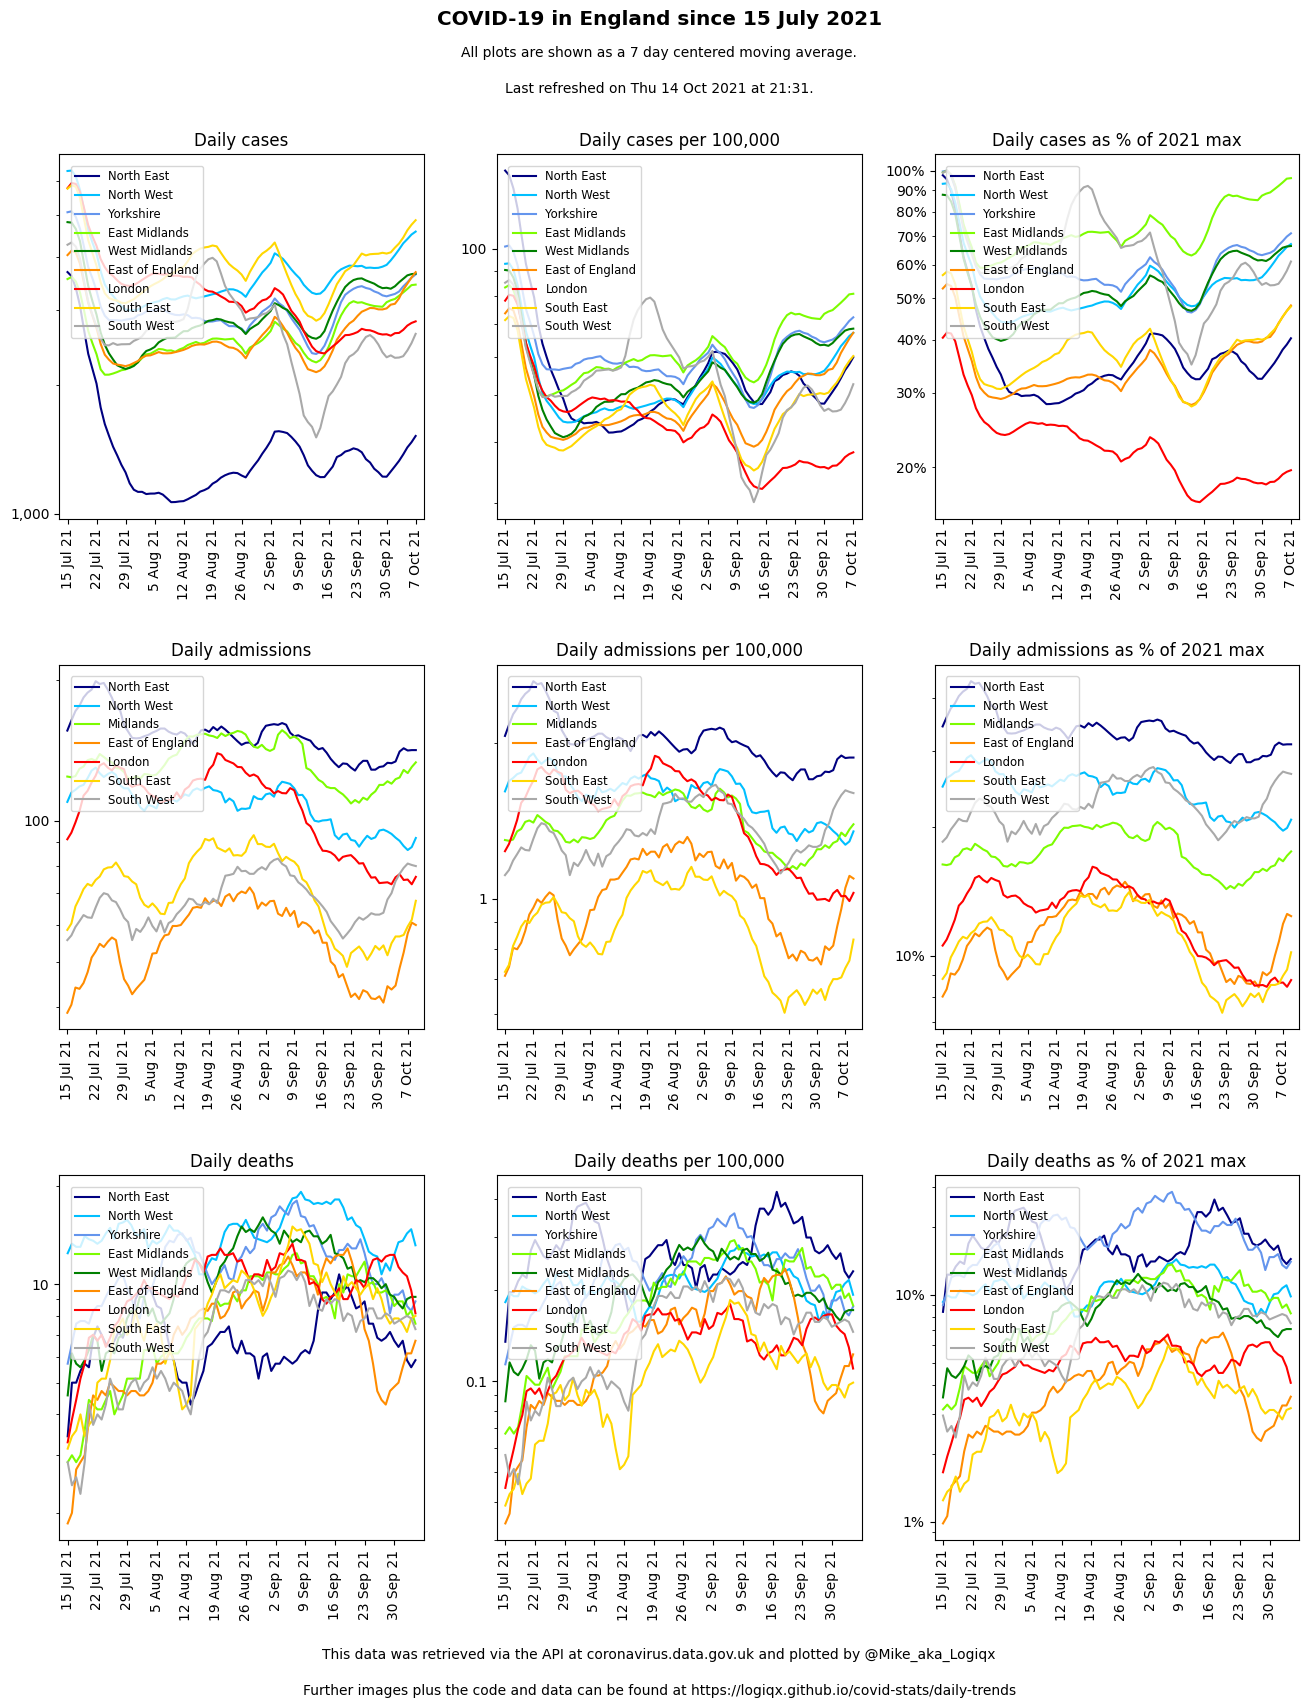 COVID-19 in England since 15 July 2021
All plots are shown as a 7 day centered moving average.
Last refreshed on Thu 14 Oct 2021 at 21:31.
Daily cases
North East
North West
Yorkshire
East Midlands
West Midlands
East of England
London
South East
South West
1,000
15 Jul 21
22 Jul 21
29 Jul 21
5 Aug 21
12 Aug 21
19 Aug 21
26 Aug 21
2 Sep 21
9 Sep 21
16 Sep 21
23 Sep 21
30 Sep 21
7 Oct 21
Daily cases per 100,000
North East
North West
Yorkshire
East Midlands
West Midlands
East of England
London
South East
South West
100
15 Jul 21
22 Jul 21
29 Jul 21
5 Aug 21
12 Aug 21
19 Aug 21
26 Aug 21
2 Sep 21
9 Sep 21
16 Sep 21
23 Sep 21
30 Sep 21
7 Oct 21
Daily cases as % of 2021 max
North East
North West
Yorkshire
East Midlands
West Midlands
East of England
London
South East
South West
100%
90%
80%
70%
60%
50%
40%
30%
20%
15 Jul 21
22 Jul 21
29 Jul 21
5 Aug 21
12 Aug 21
19 Aug 21
26 Aug 21
2 Sep 21
9 Sep 21
16 Sep 21
23 Sep 21
30 Sep 21
7 Oct 21
Daily admissions
North East
North West
Midlands
East of England
London
South East
South West
100
15 Jul 21
22 Jul 21
29 Jul 21
5 Aug 21
12 Aug 21
19 Aug 21
26 Aug 21
2 Sep 21
9 Sep 21
16 Sep 21
23 Sep 21
30 Sep 21
7 Oct 21
Daily admissions per 100,000
North East
North West
Midlands
East of England
London
South East
South West
1
15 Jul 21
22 Jul 21
29 Jul 21
5 Aug 21
12 Aug 21
19 Aug 21
26 Aug 21
2 Sep 21
9 Sep 21
16 Sep 21
23 Sep 21
30 Sep 21
7 Oct 21
Daily admissions as % of 2021 max
North East
North West
Midlands
East of England
London
South East
South West
10%
15 Jul 21
22 Jul 21
29 Jul 21
5 Aug 21
12 Aug 21
19 Aug 21
26 Aug 21
2 Sep 21
9 Sep 21
16 Sep 21
23 Sep 21
30 Sep 21
7 Oct 21
Daily deaths
North East
North West
Yorkshire
East Midlands
West Midlands
East of England
London
South East
South West
10
15 Jul 21
22 Jul 21
29 Jul 21
5 Aug 21
12 Aug 21
19 Aug 21
26 Aug 21
2 Sep 21
9 Sep 21
16 Sep 21
23 Sep 21
30 Sep 21
Daily deaths per 100,000
North East
North West
Yorkshire
East Midlands
West Midlands
East of England
London
South East
South West
0.1
15 Jul 21
22 Jul 21
29 Jul 21
5 Aug 21
12 Aug 21
19 Aug 21
26 Aug 21
2 Sep 21
9 Sep 21
16 Sep 21
23 Sep 21
30 Sep 21
Daily deaths as % of 2021 max
North East
North West
Yorkshire
East Midlands
West Midlands
East of England
London
South East
South West
10%
1%
15 Jul 21
22 Jul 21
29 Jul 21
5 Aug 21
12 Aug 21
19 Aug 21
26 Aug 21
2 Sep 21
9 Sep 21
16 Sep 21
23 Sep 21
30 Sep 21
This data was retrieved via the API at coronavirus.data.gov.uk and plotted by @Mike_aka_Logiqx
Further images plus the code and data can be found at https://logiqx.github.io/covid-stats/daily-trends